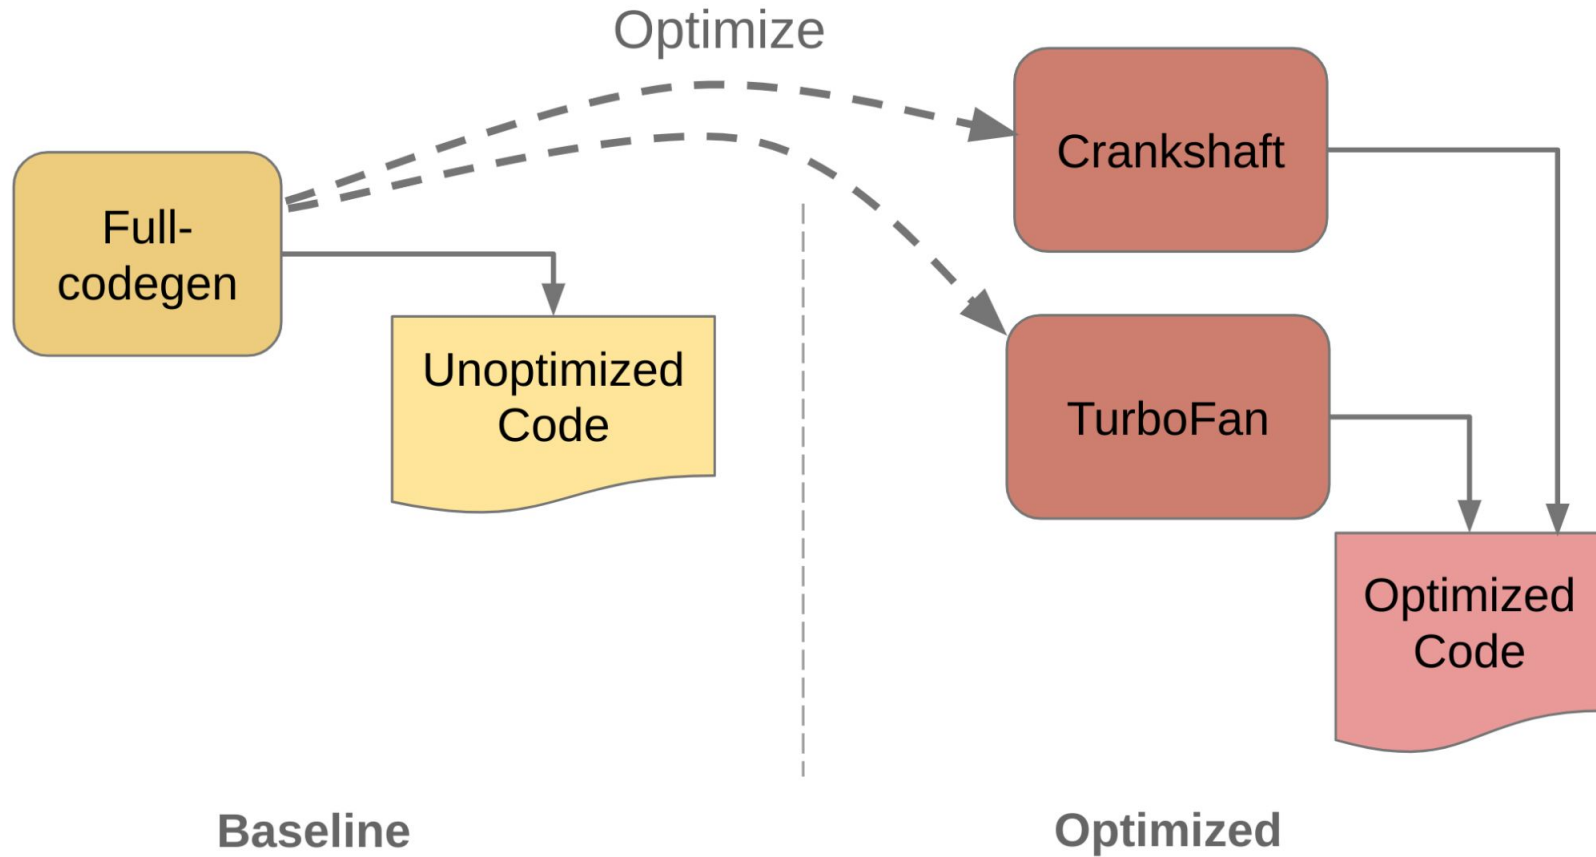 Optimize
Full-
codegen
Unoptimized
Code
Crankshaft
TurboFan
Optimized
Code
Baseline
Optimized